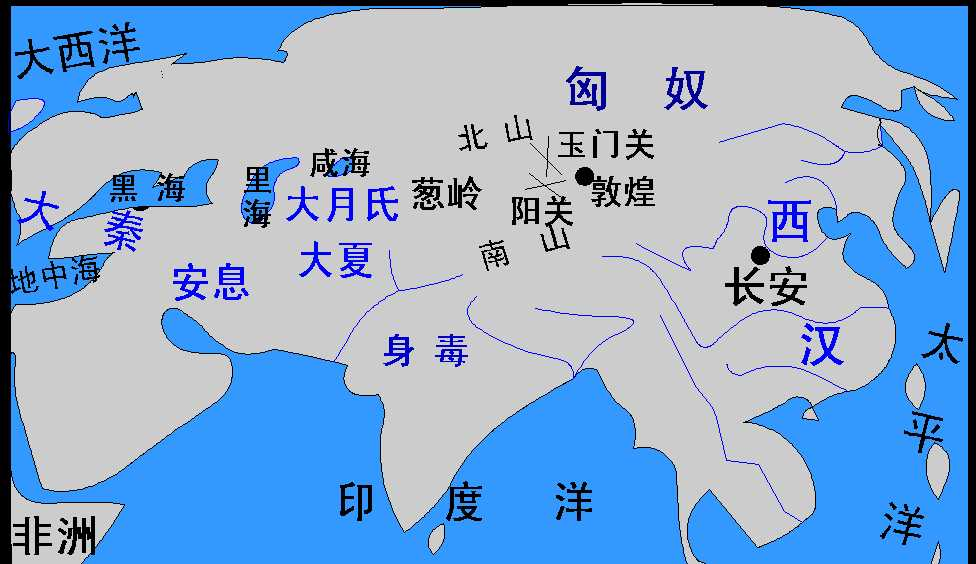 大西洋
匈奴
北山
玉门关
咸海
黑海
里海
大月氏
葱岭
敦煌
阳关
大秦
南山
大夏
地中海
安息
西汉
长安
身毒
太平洋
印度洋
非洲